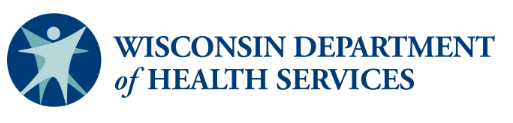 WISCONSIN DEPARTMENT
of HEALTH SERVICES